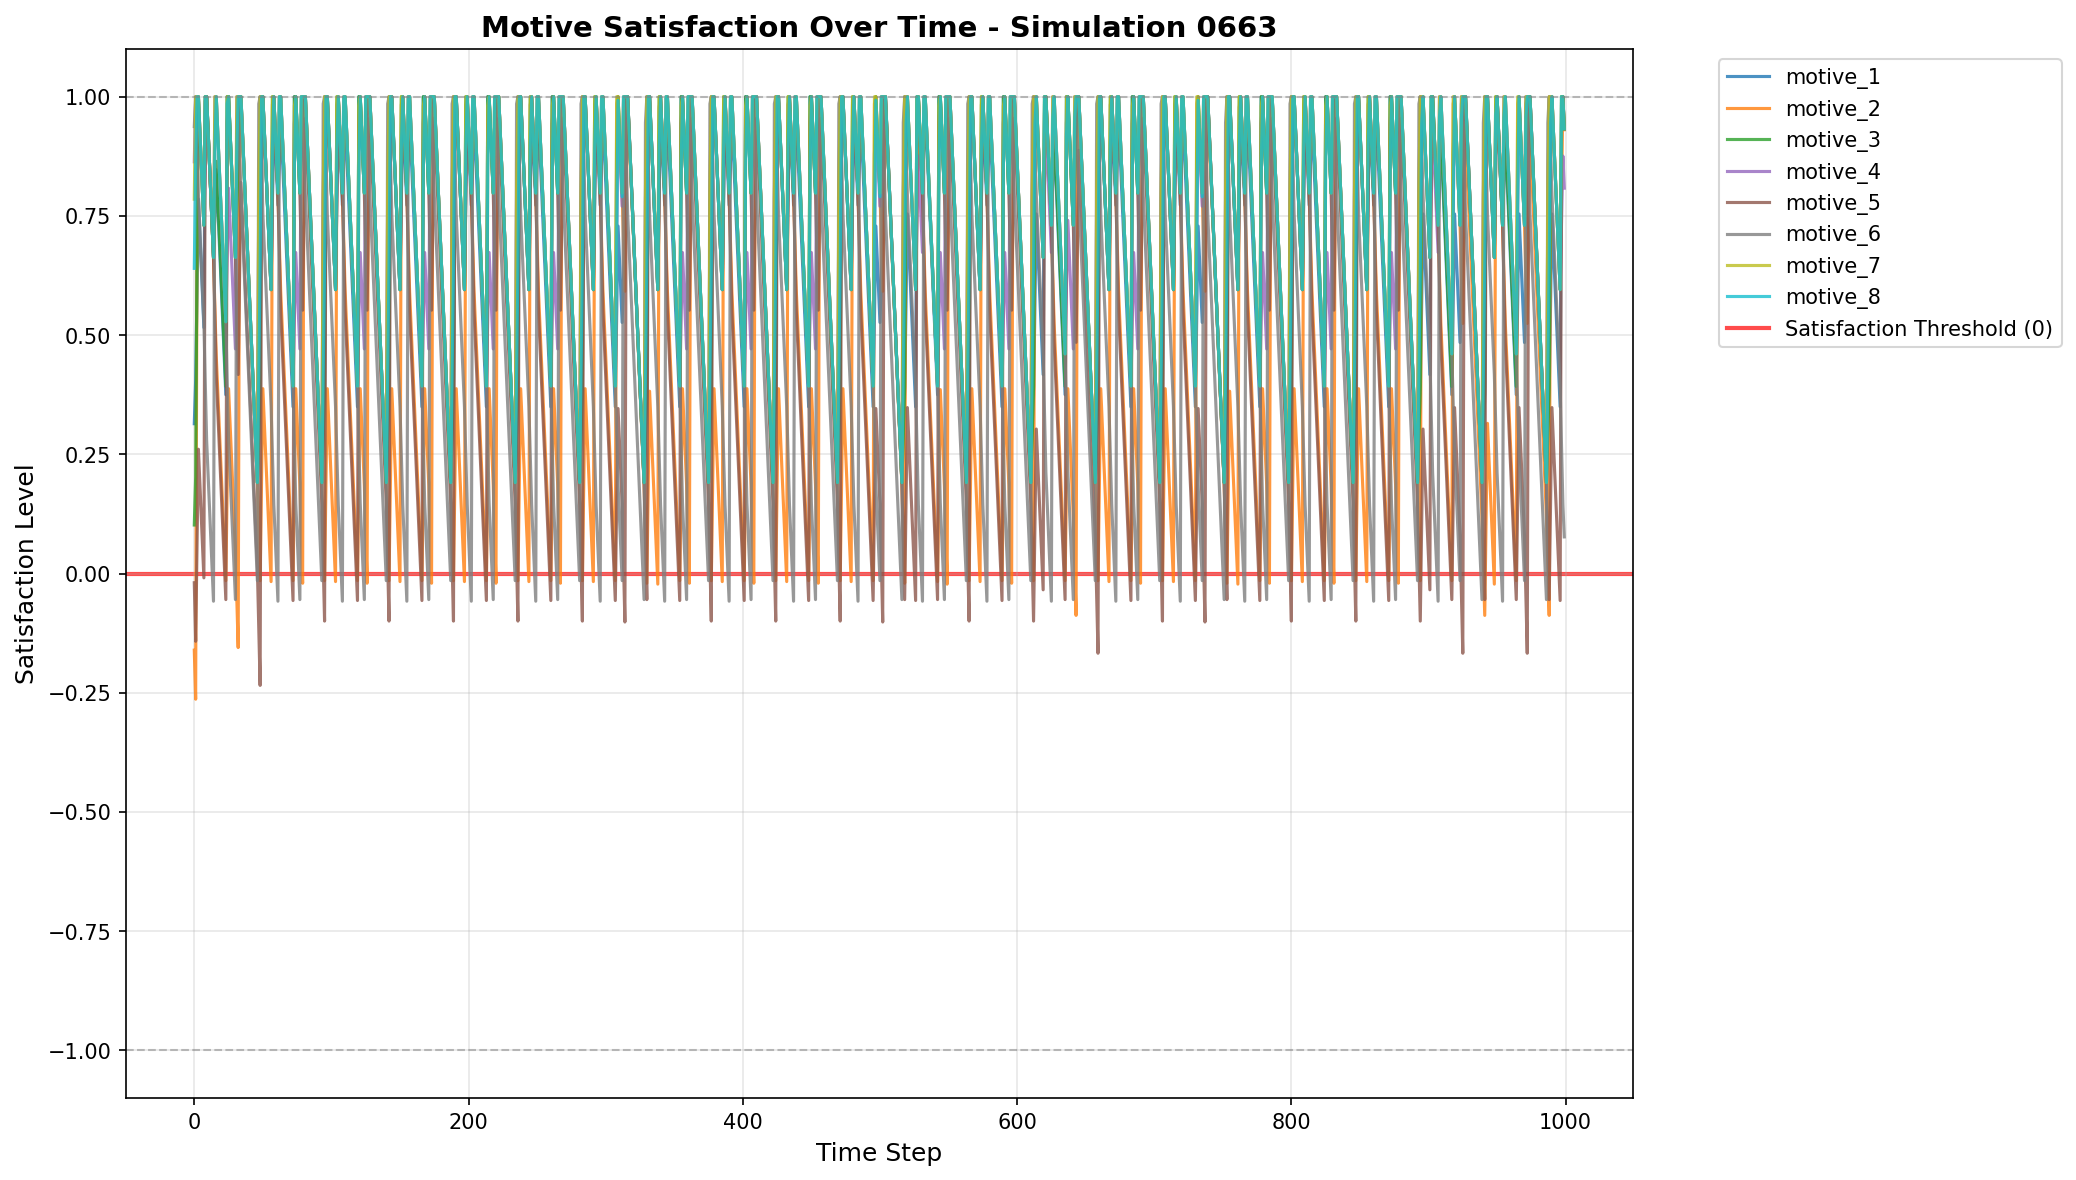 Motive Satisfaction Over Time - Simulation 0663
Satisfaction Level
1.00
0.75
0.50
0.25
0.00
−0.25
−0.50
−0.75
−1.00
0
200
400
600
800
1000
Time Step
motive_1
motive_2
motive_3
motive_4
motive_5
motive_6
motive_7
motive_8
Satisfaction Threshold (0)